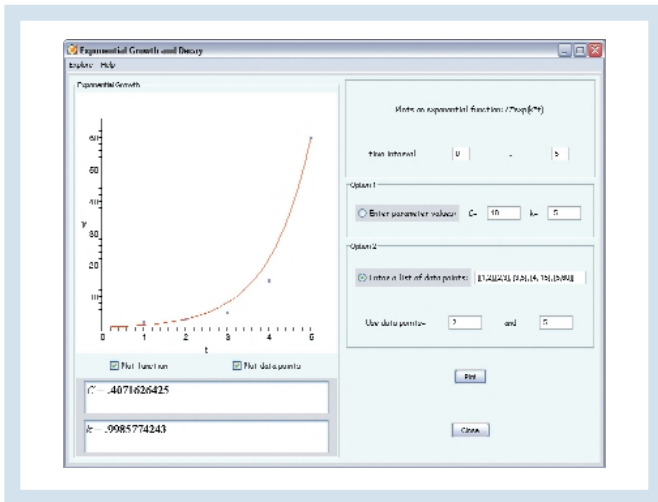 Exponential Growth and Decay
Explore Help
Exponential Growth
60
50
40
y
30
20
10
0 1 2 3 4 5 6
t
Plot function
Plot data points
C = .4071626425
k = .9985774243
Plots an exponential function: C*exp(k*t)
time interval 0 - 5
Option 1
Enter parameter values: C= 10 k= 5
Option 2
Enter a list of data points:
Use data points= 2 and 5
Plot
Close